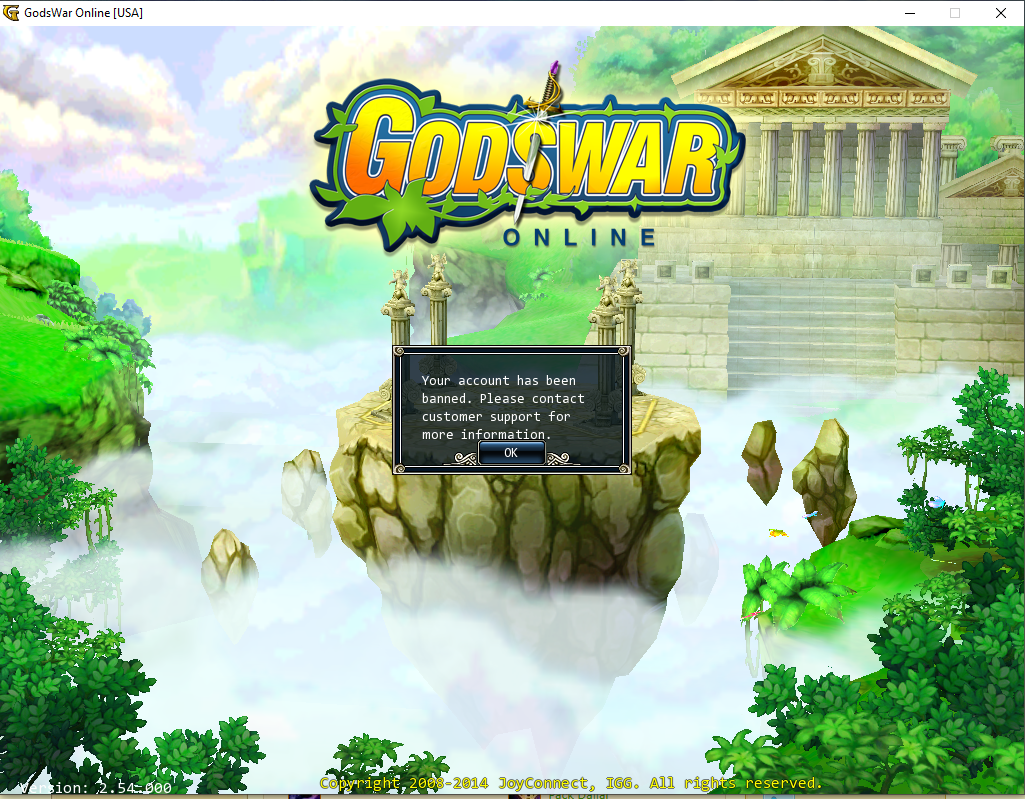 GodsWar Online [USA]
GODSWAR
ONLINE
Your account has been
banned. Please contact
customer support for
more information.
OK
Copyright 2008-2014 JoyConnect, IGG. All rights reserved.
Version: 2.54.000